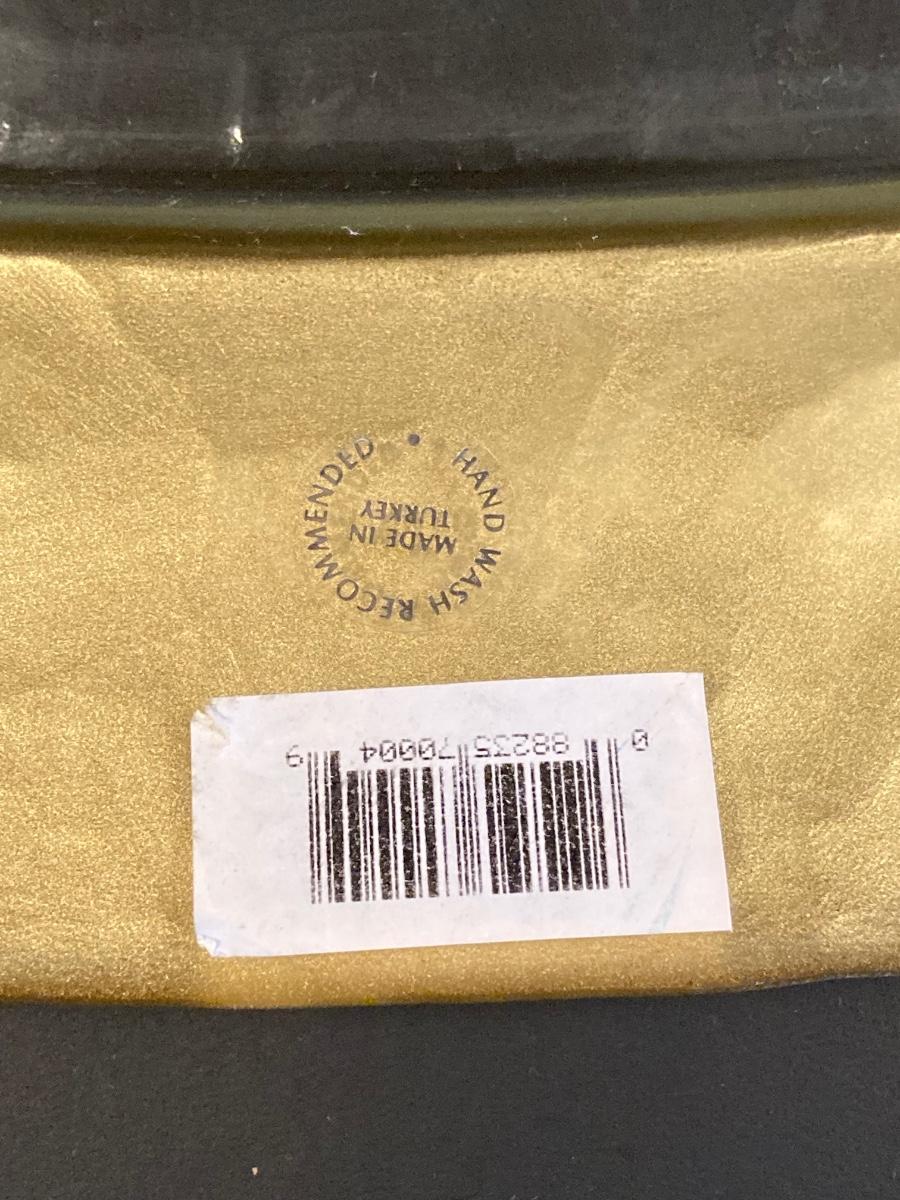 0 88235 70004 9
HAND WASH RECOMMENDED •
MADE IN
TURKEY